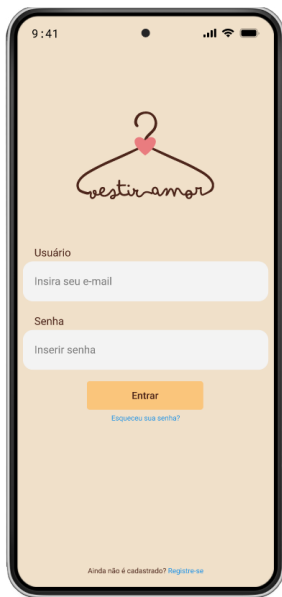 9:41
vestir amor
Usuário
Insira seu e-mail
Senha
Inserir senha
Entrar
Esqueceu sua senha?
Ainda não é cadastrado? Registre-se